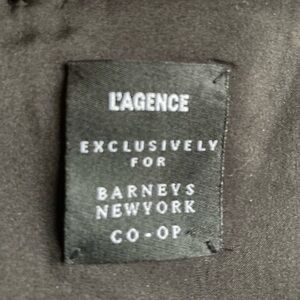 L'AGENCE
EXCLUSIVELY
FOR
BARNEYS
NEWYORK
CO-OP